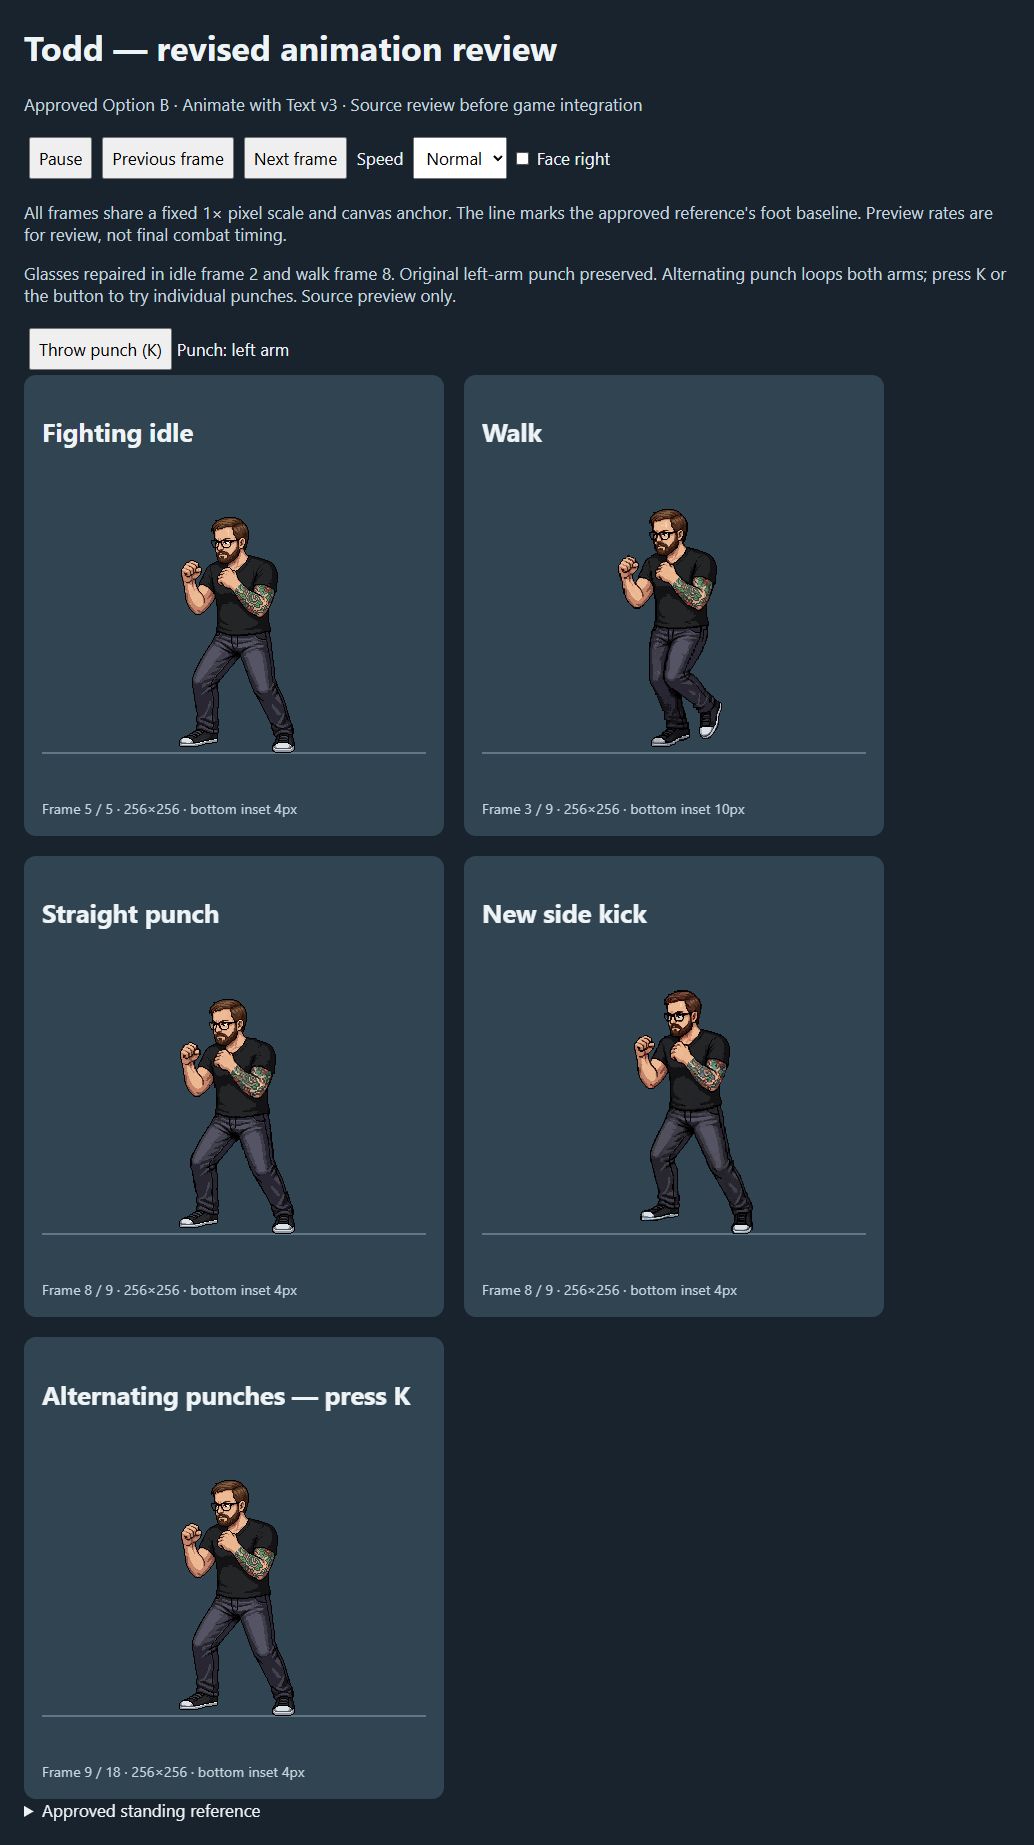 Todd — revised animation review
Approved Option B · Animate with Text v3 · Source review before game integration
Pause Previous frame Next frame Speed Normal Face right
All frames share a fixed 1× pixel scale and canvas anchor. The line marks the approved reference's foot baseline. Preview rates are
for review, not final combat timing.
Glasses repaired in idle frame 2 and walk frame 8. Original left-arm punch preserved. Alternating punch loops both arms; press K or
the button to try individual punches. Source preview only.
Throw punch (K) Punch: left arm
Fighting idle
Frame 5 / 5 · 256×256 · bottom inset 4px
Walk
Frame 3 / 9 · 256×256 · bottom inset 10px
Straight punch
Frame 8 / 9 · 256×256 · bottom inset 4px
New side kick
Frame 8 / 9 · 256×256 · bottom inset 4px
Alternating punches — press K
Frame 9 / 18 · 256×256 · bottom inset 4px
Approved standing reference